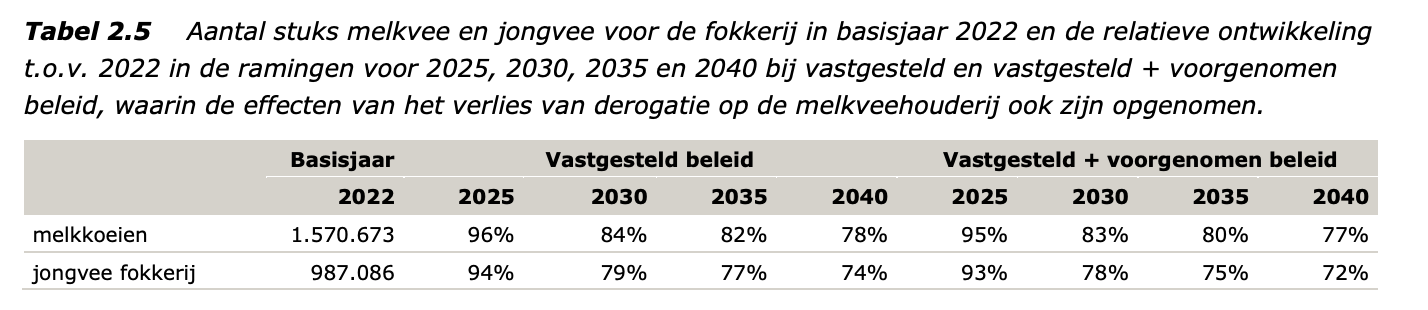 Tabel 2.5 Aantal stuks melkvee en jongvee voor de fokkerij in basisjaar 2022 en de relatieve ontwikkeling
t.o.v. 2022 in de ramingen voor 2025, 2030, 2035 en 2040 bij vastgesteld en vastgesteld + voorgenomen
beleid, waarin de effecten van het verlies van derogatie op de melkveehouderij ook zijn opgenomen.
Basisjaar Vastgesteld beleid Vastgesteld + voorgenomen beleid
2022 2025 2030 2035 2040 2025 2030 2035 2040
melkkoeien 1.570.673 96% 84% 82% 78% 95% 83% 80% 77%
jongvee fokkerij 987.086 94% 79% 77% 74% 93% 78% 75% 72%